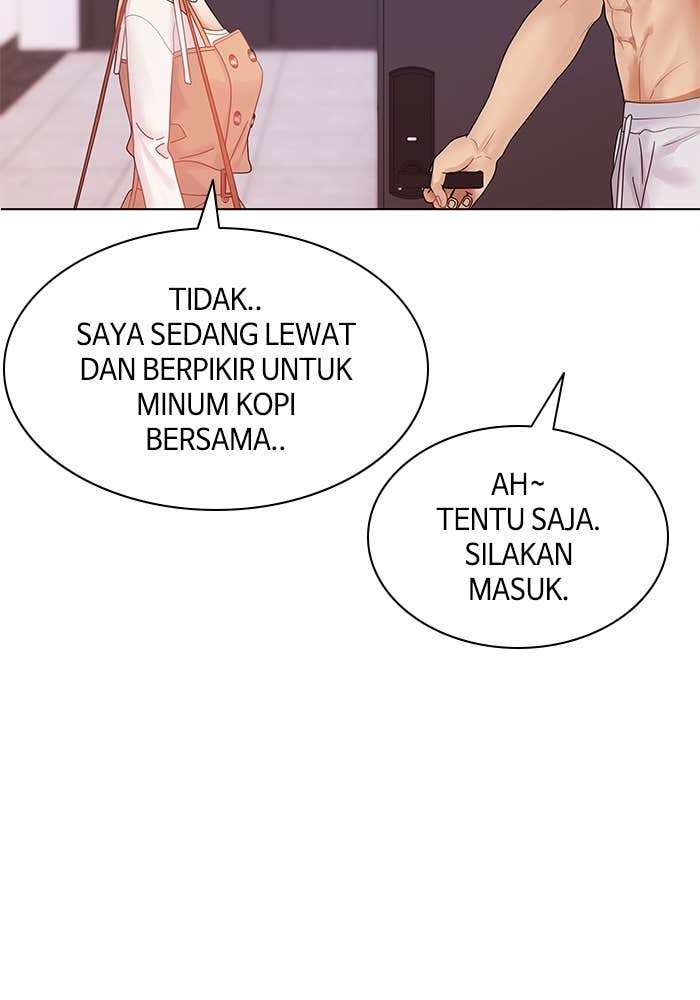 TIDAK..
SAYA SEDANG LEWAT
DAN BERPIKIR UNTUK
MINUM KOPI
BERSAMA..
AH~
TENTU SAJA.
SILAKAN
MASUK.